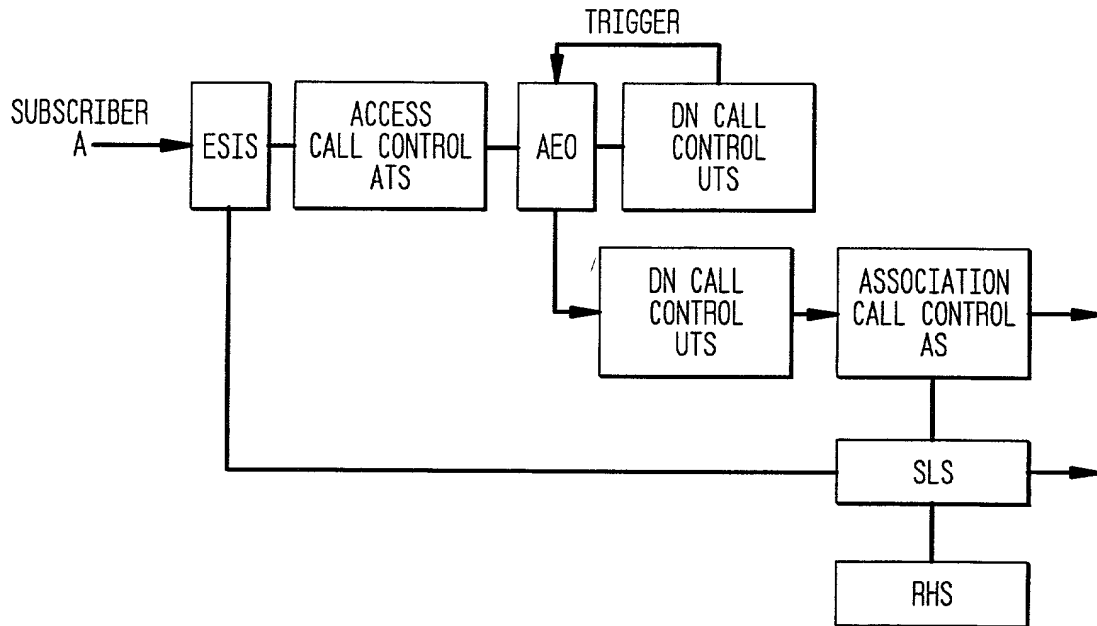 TRIGGER
SUBSCRIBER
A
ESIS
ACCESS
CALL CONTROL
ATS
AEO
DN CALL
CONTROL
UTS
DN CALL
CONTROL
UTS
ASSOCIATION
CALL CONTROL
AS
SLS
RHS